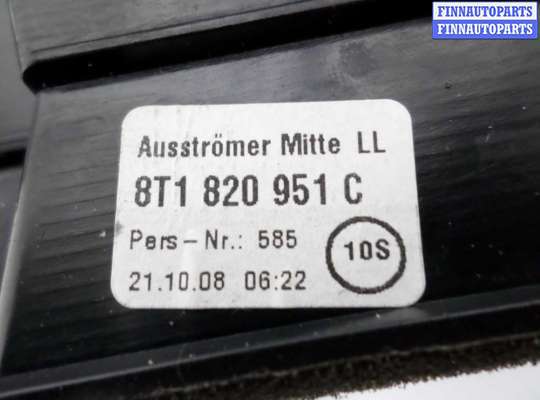 FINNAUTOPARTS
FINNAUTOPARTS
Ausströmer Mitte LL
8T1 820 951 C
Pers-Nr.: 585
10S
21.10.08 06:22